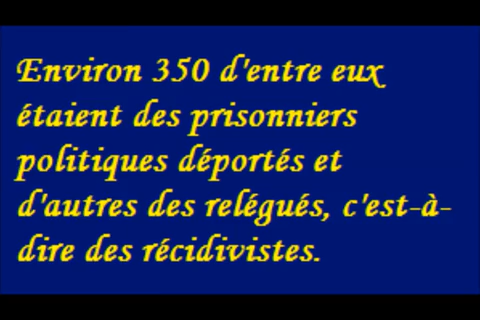 Environ 350 d'entre eux
étaient des prisonniers
politiques déportés et
d'autres des relégués, c'est-à-
dire des récidivistes.